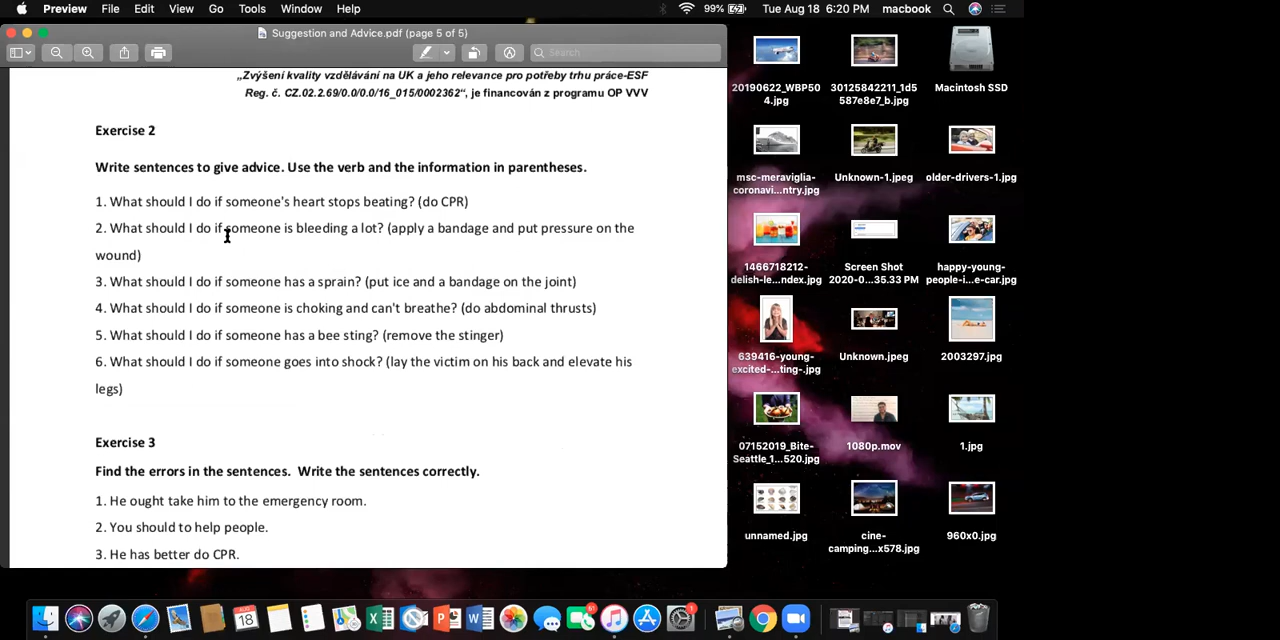 Preview File Edit View Go Tools Window Help
99% Tue Aug 18 6:20 PM macbook
Suggestion and Advice.pdf (page 5 of 5)
Search
„Zvýšení kvality vzdělávání na UK a jeho relevance pro potřeby trhu práce-ESF
Reg. č. CZ.02.2.69/0.0/0.0/16_015/0002362“, je financován z programu OP VVV
Exercise 2
Write sentences to give advice. Use the verb and the information in parentheses.
1. What should I do if someone's heart stops beating? (do CPR)
2. What should I do if someone is bleeding a lot? (apply a bandage and put pressure on the
wound)
3. What should I do if someone has a sprain? (put ice and a bandage on the joint)
4. What should I do if someone is choking and can't breathe? (do abdominal thrusts)
5. What should I do if someone has a bee sting? (remove the stinger)
6. What should I do if someone goes into shock? (lay the victim on his back and elevate his
legs)
Exercise 3
Find the errors in the sentences. Write the sentences correctly.
1. He ought take him to the emergency room.
2. You should to help people.
3. He has better do CPR.
20190622_WBP50
4.jpg
30125842211_1d5
587e8e7_b.jpg
Macintosh SSD
msc-meraviglia-
coronavi...ntry.jpg
Unknown-1.jpeg
older-drivers-1.jpg
1466718212-
delish-le...ndex.jpg
Screen Shot
2020-0...35.33 PM
happy-young-
people-i...e-car.jpg
639416-young-
excited-...ting-.jpg
Unknown.jpeg
2003297.jpg
07152019_Bite-
Seattle_1...520.jpg
1080p.mov
1.jpg
unnamed.jpg
cine-
camping...x578.jpg
960x0.jpg
AUG
18